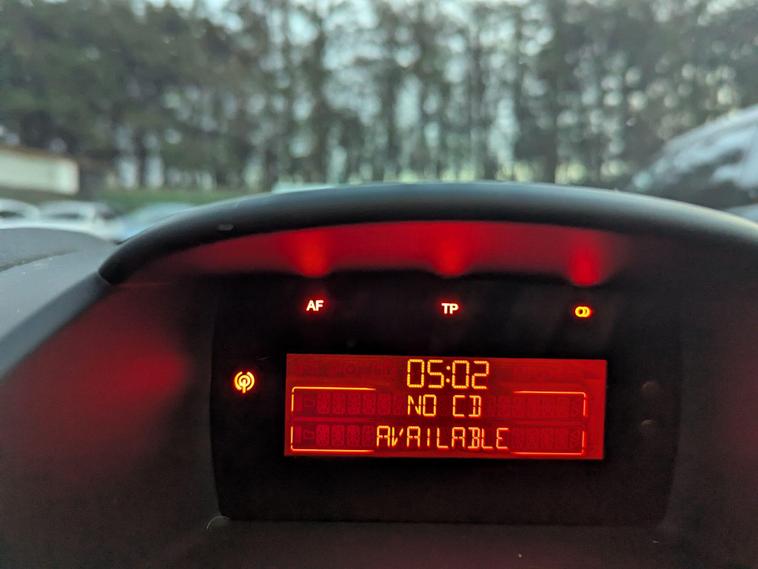 AF TP
05:02
NO CD
AVAILABLE